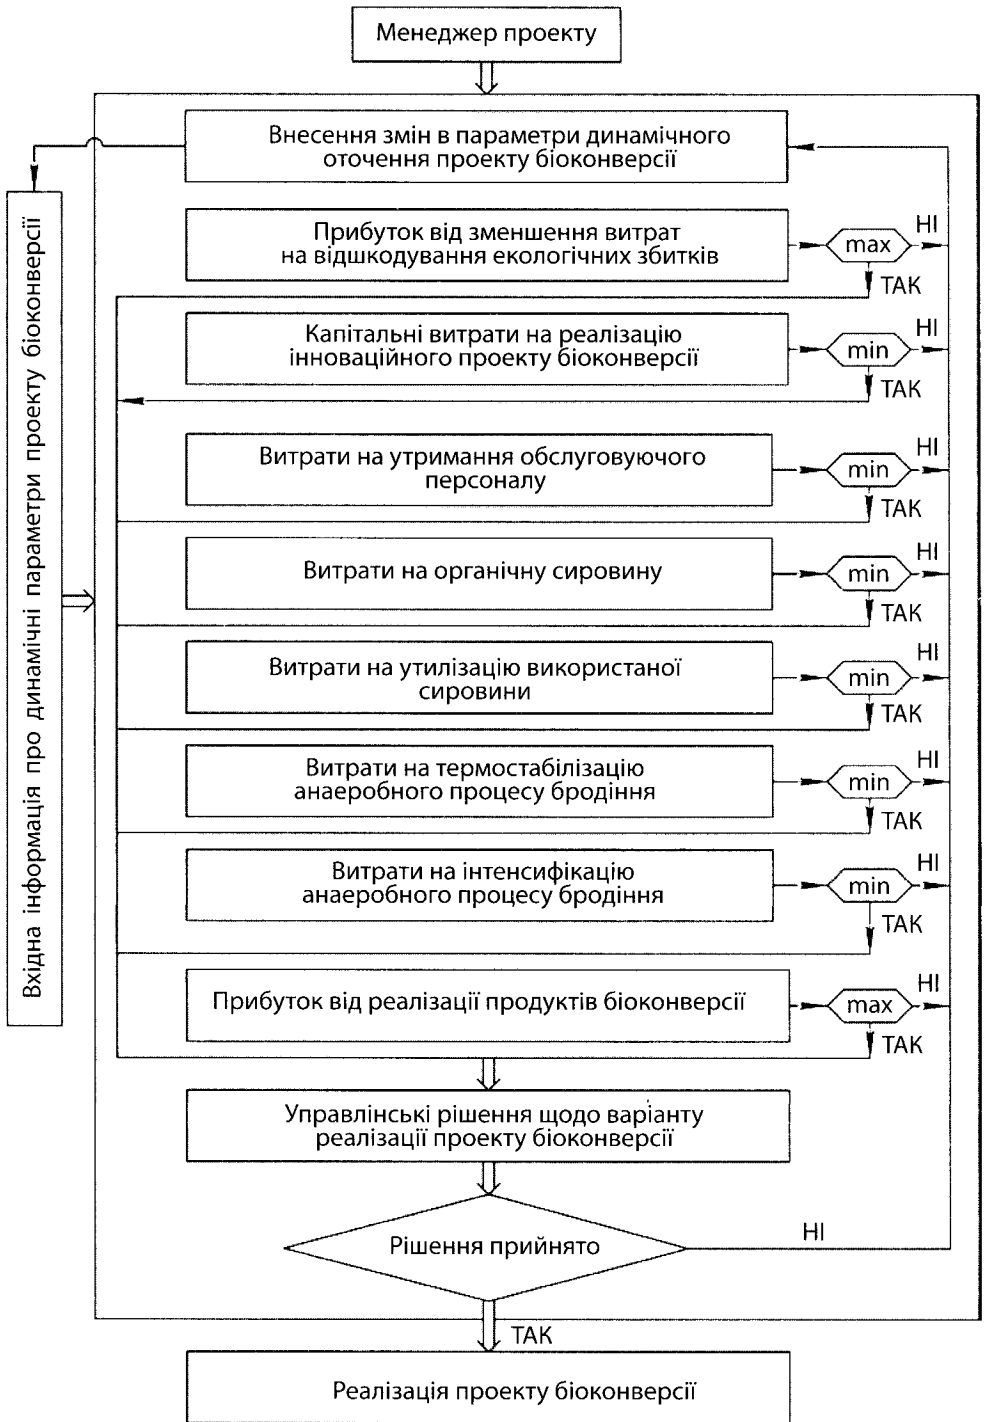 Менеджер проекту
Внесення змін в параметри динамічного
оточення проекту біоконверсії
Вхідна інформація про динамічні параметри проекту біоконверсії
Прибуток від зменшення витрат
на відшкодування екологічних збитків
max
НІ
ТАК
Капітальні витрати на реалізацію
інноваційного проекту біоконверсії
min
НІ
ТАК
Витрати на утримання обслуговуючого
персоналу
min
НІ
ТАК
Витрати на органічну сировину
min
НІ
ТАК
Витрати на утилізацію використаної
сировини
min
НІ
ТАК
Витрати на термостабілізацію
анаеробного процесу бродіння
min
НІ
ТАК
Витрати на інтенсифікацію
анаеробного процесу бродіння
min
НІ
ТАК
Прибуток від реалізації продуктів біоконверсії
max
НІ
ТАК
Управлінські рішення щодо варіанту
реалізації проекту біоконверсії
Рішення прийнято
НІ
ТАК
Реалізація проекту біоконверсії